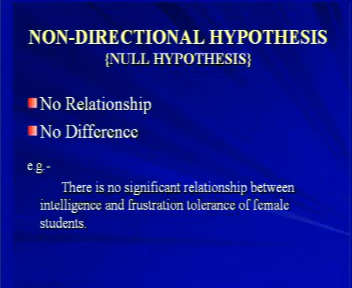 NON-DIRECTIONAL HYPOTHESIS
{NULL HYPOTHESIS}
No Relationship
No Difference
e.g.-
There is no significant relationship between
intelligence and frustration tolerance of female
students.